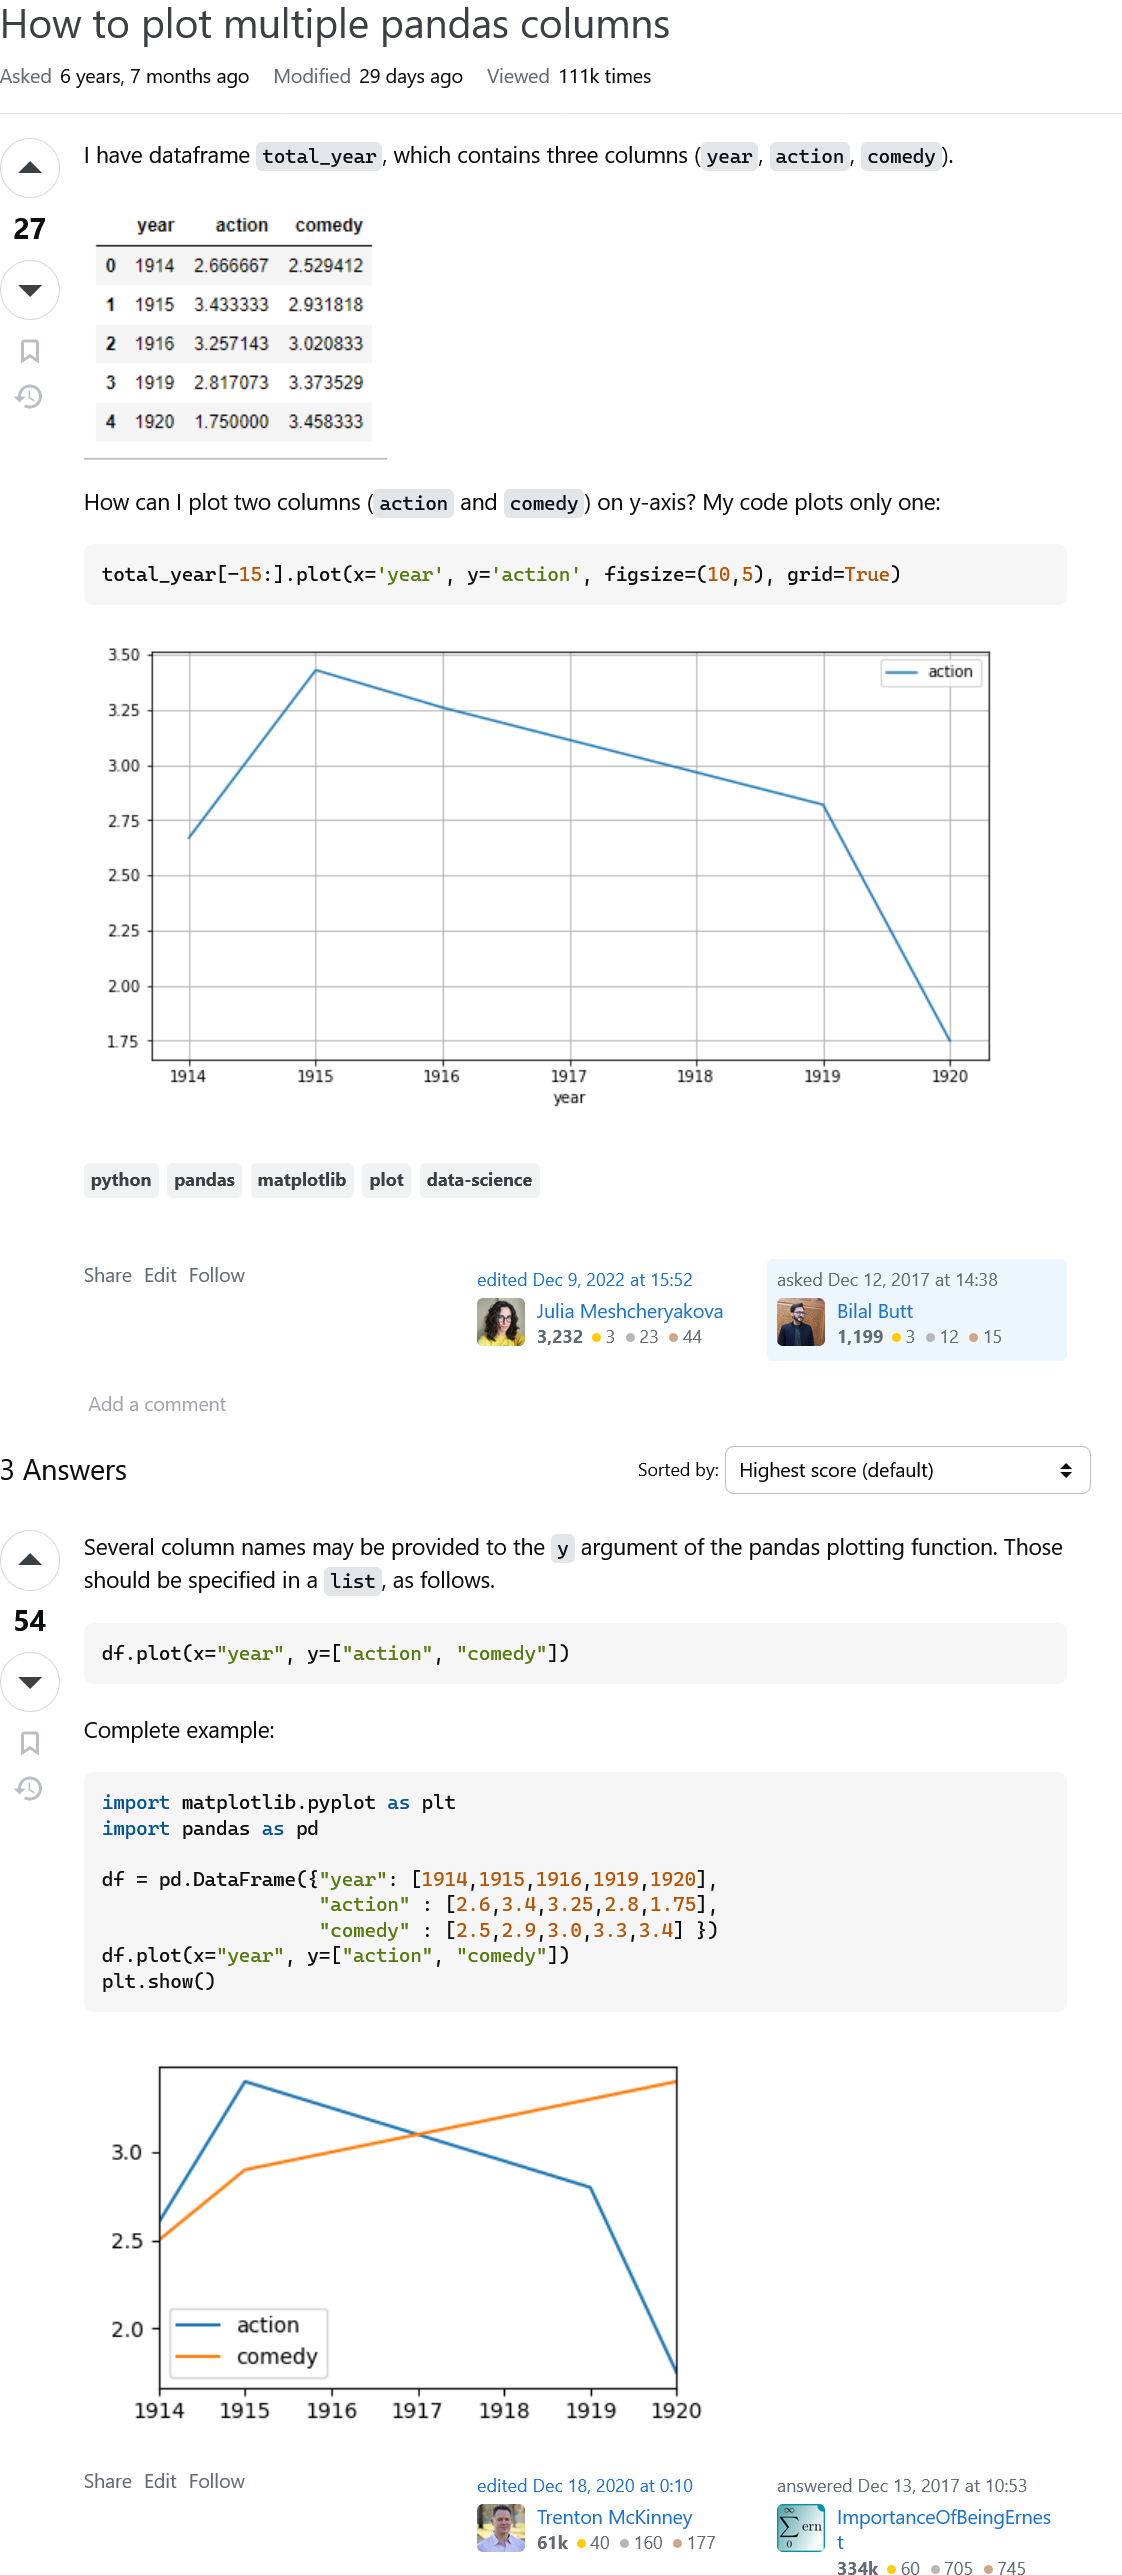 How to plot multiple pandas columns
Asked 6 years, 7 months ago Modified 29 days ago Viewed 111k times
I have dataframe total_year, which contains three columns (year, action, comedy).
27
year action comedy
0 1914 2.666667 2.529412
1 1915 3.433333 2.931818
2 1916 3.257143 3.020833
3 1919 2.817073 3.373529
4 1920 1.750000 3.458333
How can I plot two columns (action and comedy) on y-axis? My code plots only one:
total_year[-15:].plot(x='year', y='action', figsize=(10,5), grid=True)
3.50
3.25
3.00
2.75
2.50
2.25
2.00
1.75
action
1914 1915 1916 1917 1918 1919 1920
year
python pandas matplotlib plot data-science
Share Edit Follow
edited Dec 9, 2022 at 15:52
Julia Meshcheryakova
3,232 3 23 44
asked Dec 12, 2017 at 14:38
Bilal Butt
1,199 3 12 15
Add a comment
3 Answers
Sorted by: Highest score (default)
54
Several column names may be provided to the y argument of the pandas plotting function. Those
should be specified in a list, as follows.
df.plot(x="year", y=["action", "comedy"])
Complete example:
import matplotlib.pyplot as plt
import pandas as pd
df = pd.DataFrame({"year": [1914,1915,1916,1919,1920],
"action" : [2.6,3.4,3.25,2.8,1.75],
"comedy" : [2.5,2.9,3.0,3.3,3.4] })
df.plot(x="year", y=["action", "comedy"])
plt.show()
3.0
2.5
2.0
action
comedy
1914 1915 1916 1917 1918 1919 1920
Share Edit Follow
edited Dec 18, 2020 at 0:10
Trenton McKinney
61k 40 160 177
answered Dec 13, 2017 at 10:53
∞
∑ ern
0
ImportanceOfBeingErnes
t
334k 60 705 745